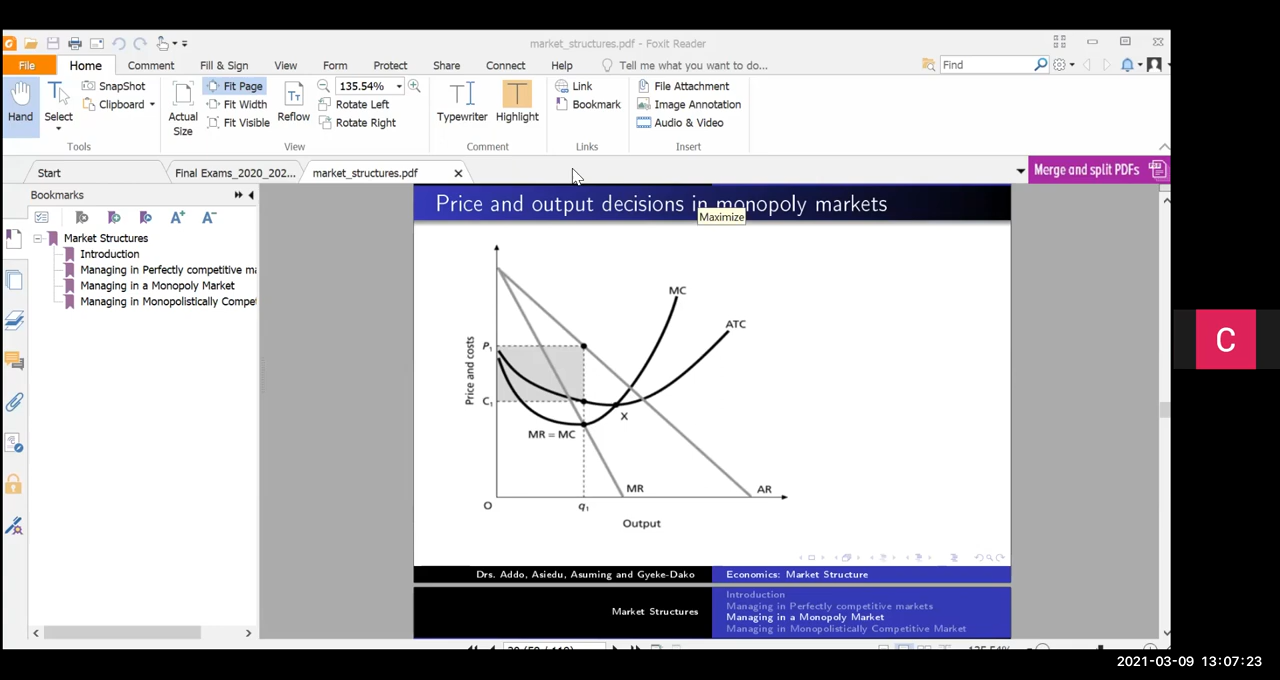 market_structures.pdf - Foxit Reader
File Home Comment Fill & Sign View Form Protect Share Connect Help Tell me what you want to do... Find
Hand
Select
SnapShot
Clipboard
Actual Size
Fit Page
Fit Width
Fit Visible
Reflow
135.54%
Rotate Left
Rotate Right
Typewriter
Highlight
Link
Bookmark
File Attachment
Image Annotation
Audio & Video
Tools View Comment Links Insert
Start Final Exams_2020_202... market_structures.pdf Merge and split PDFs
Bookmarks
Market Structures
Introduction
Managing in Perfectly competitive ma
Managing in a Monopoly Market
Managing in Monopolistically Compe
Price and output decisions in monopoly markets
Maximize
MC
ATC
Price and costs
P₁
C₁
X
MR = MC
MR
AR
O
q₁
Output
Drs. Addo, Asiedu, Asuming and Gyeke-Dako Economics: Market Structure
Market Structures
Introduction
Managing in Perfectly competitive markets
Managing in a Monopoly Market
Managing in Monopolistically Competitive Market
C
2021-03-09 13:07:23